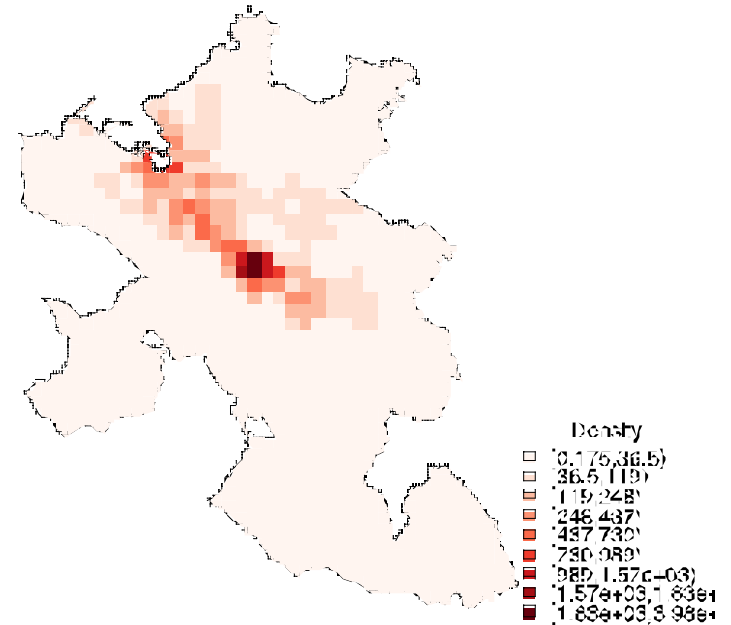 Density
[0.175,36.5)
[36.5,119)
[119,248)
[248,437)
[437,730)
[730,989)
[989,1.57e+03)
[1.57e+03,1.83e+
[1.83e+03,3.98e+